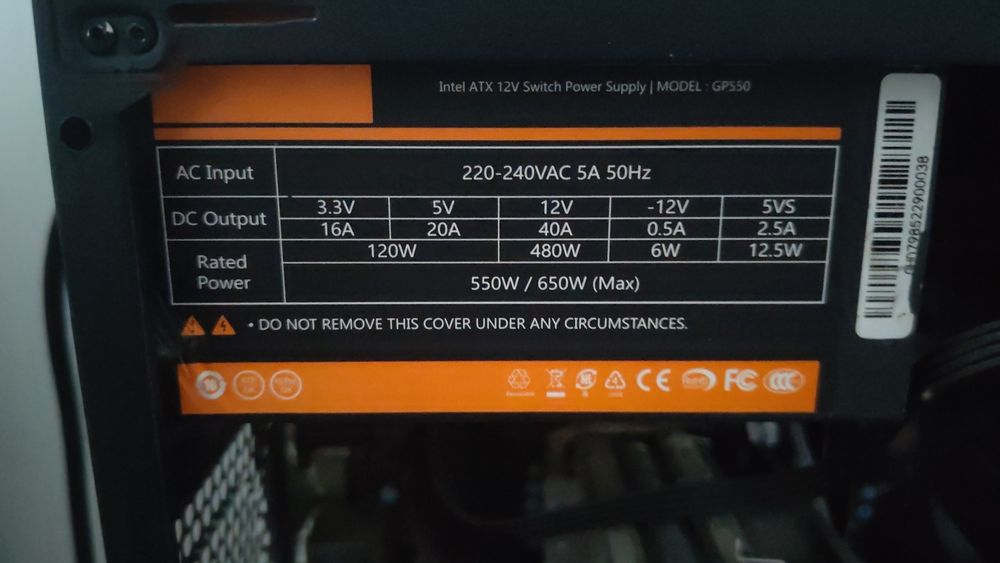 Intel ATX 12V Switch Power Supply | MODEL : GP550
AC Input 220-240VAC 5A 50Hz
DC Output 3.3V 5V 12V -12V 5VS
16A 20A 40A 0.5A 2.5A
Rated Power 120W 480W 6W 12.5W
550W / 650W (Max)
• DO NOT REMOVE THIS COVER UNDER ANY CIRCUMSTANCES.
CE FC CCC